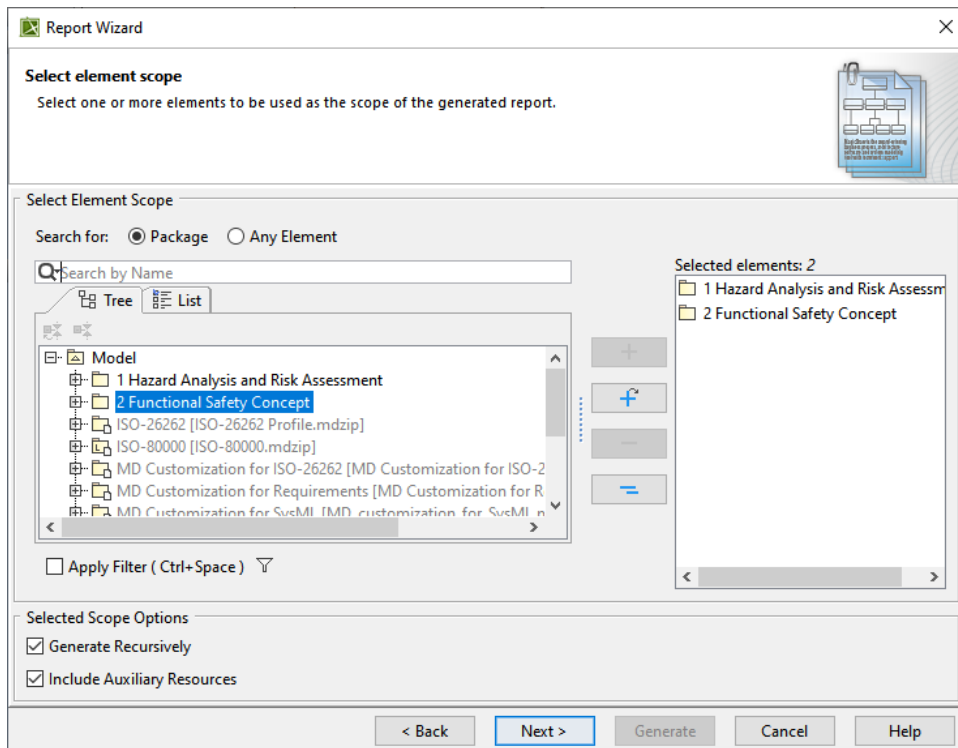 Report Wizard
Select element scope
Select one or more elements to be used as the scope of the generated report.
Select Element Scope
Search for: Package Any Element
Search by Name
Selected elements: 2
Tree List
1 Hazard Analysis and Risk Assessm
2 Functional Safety Concept
Model
1 Hazard Analysis and Risk Assessment
2 Functional Safety Concept
ISO-26262 [ISO-26262 Profile.mdzip]
ISO-80000 [ISO-80000.mdzip]
MD Customization for ISO-26262 [MD Customization for ISO-2
MD Customization for Requirements [MD Customization for R
MD Customization for SysML [MD_customization_for_SysML.m
Apply Filter ( Ctrl+Space )
Selected Scope Options
Generate Recursively
Include Auxiliary Resources
< Back Next > Generate Cancel Help